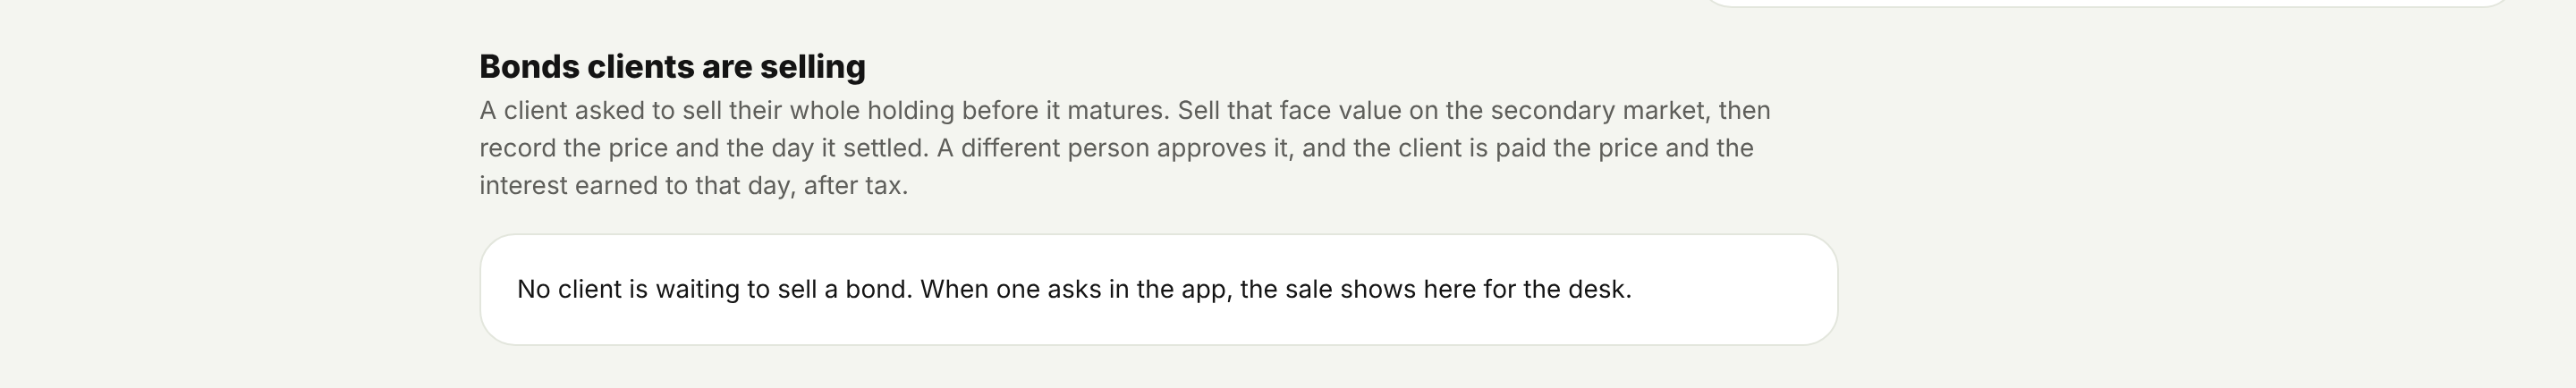 Bonds clients are selling
A client asked to sell their whole holding before it matures. Sell that face value on the secondary market, then
record the price and the day it settled. A different person approves it, and the client is paid the price and the
interest earned to that day, after tax.
No client is waiting to sell a bond. When one asks in the app, the sale shows here for the desk.